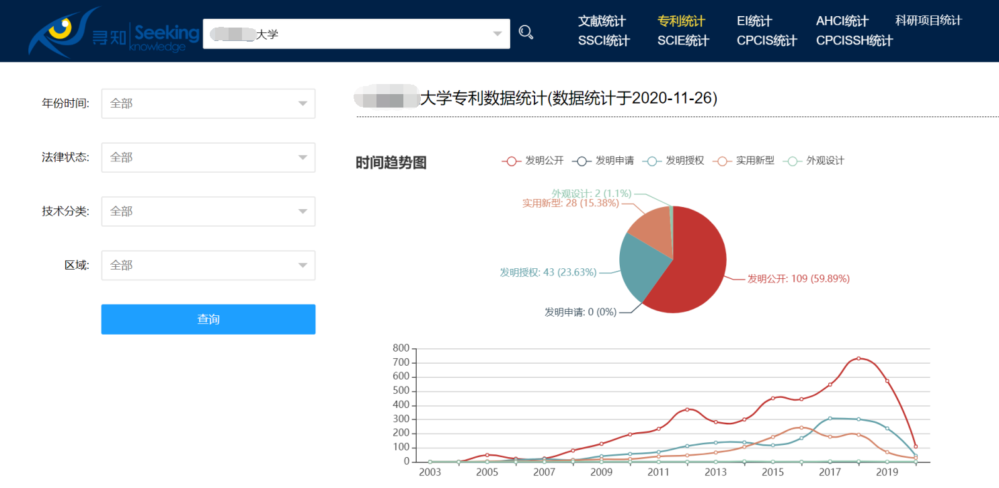 寻知 Seeking knowledge
大学
文献统计 专利统计 EI统计 AHCI统计 科研项目统计
SSCI统计 SCIE统计 CPCIS统计 CPCISSH统计
年份时间: 全部
法律状态: 全部
技术分类: 全部
区域: 全部
查询
大学专利数据统计(数据统计于2020-11-26)
时间趋势图
发明公开 发明申请 发明授权 实用新型 外观设计
外观设计: 2 (1.1%)
实用新型: 28 (15.38%)
发明授权: 43 (23.63%)
发明公开: 109 (59.89%)
发明申请: 0 (0%)
800
700
600
500
400
300
200
100
0
2003 2005 2007 2009 2011 2013 2015 2017 2019